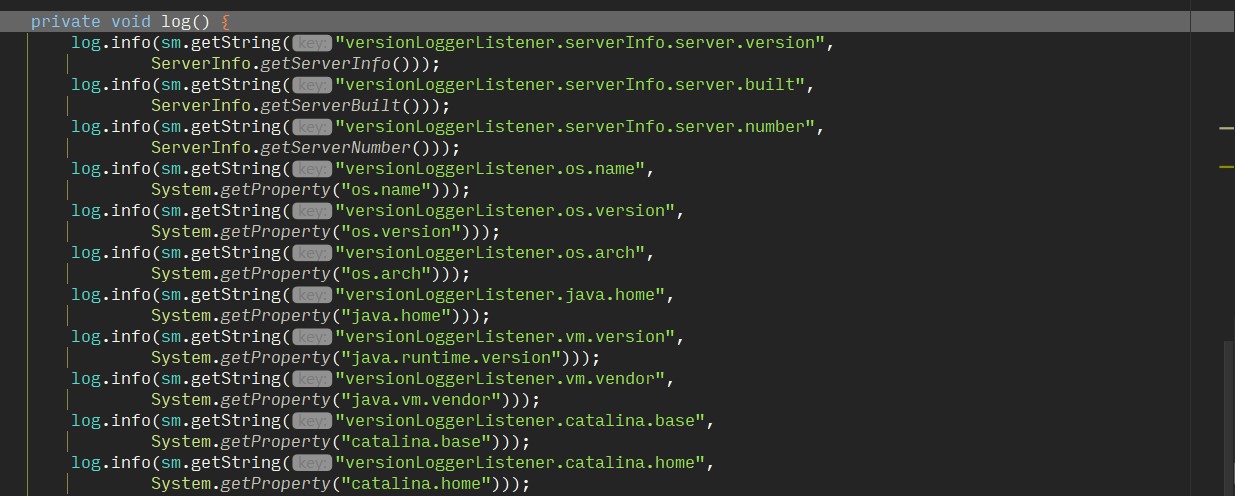 private void log() {
log.info(sm.getString( key: "versionLoggerListener.serverInfo.server.version",
ServerInfo.getServerInfo()));
log.info(sm.getString( key: "versionLoggerListener.serverInfo.server.built",
ServerInfo.getServerBuilt()));
log.info(sm.getString( key: "versionLoggerListener.serverInfo.server.number",
ServerInfo.getServerNumber()));
log.info(sm.getString( key: "versionLoggerListener.os.name",
System.getProperty("os.name")));
log.info(sm.getString( key: "versionLoggerListener.os.version",
System.getProperty("os.version")));
log.info(sm.getString( key: "versionLoggerListener.os.arch",
System.getProperty("os.arch")));
log.info(sm.getString( key: "versionLoggerListener.java.home",
System.getProperty("java.home")));
log.info(sm.getString( key: "versionLoggerListener.vm.version",
System.getProperty("java.runtime.version")));
log.info(sm.getString( key: "versionLoggerListener.vm.vendor",
System.getProperty("java.vm.vendor")));
log.info(sm.getString( key: "versionLoggerListener.catalina.base",
System.getProperty("catalina.base")));
log.info(sm.getString( key: "versionLoggerListener.catalina.home",
System.getProperty("catalina.home")));